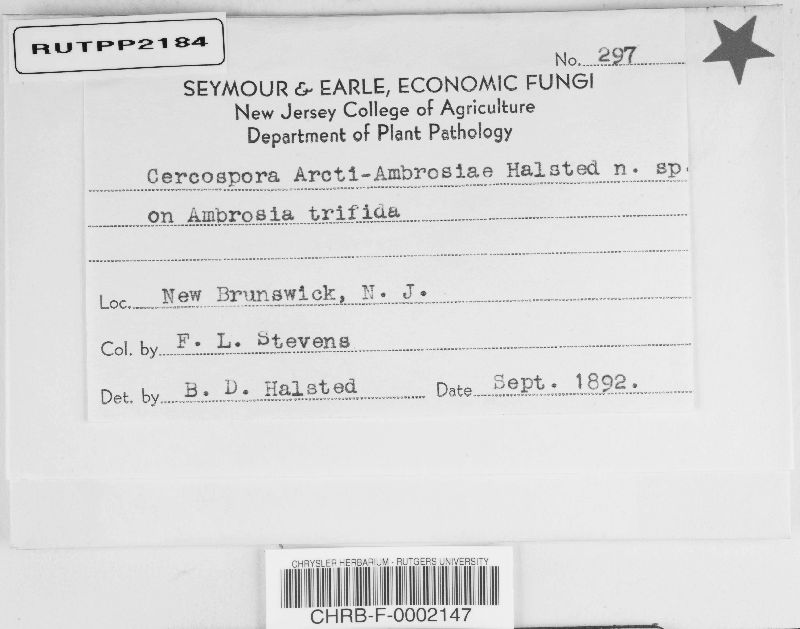 RUTPP2184
No. 297
SEYMOUR & EARLE, ECONOMIC FUNGI
New Jersey College of Agriculture
Department of Plant Pathology
Cercospora Arcti-Ambrosiae Halsted n. sp.
on Ambrosia trifida
Loc. New Brunswick, N. J.
Col. by F. L. Stevens
Det. by B. D. Halsted Date Sept. 1892.
CHRYSLER HERBARIUM - RUTGERS UNIVERSITY
CHRB-F-0002147